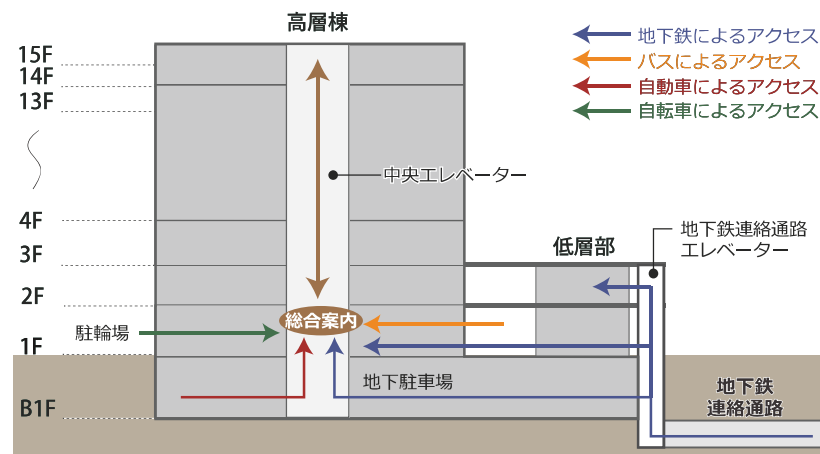 高層棟
地下鉄によるアクセス
バスによるアクセス
自動車によるアクセス
自転車によるアクセス
15F
14F
13F
中央エレベーター
4F
3F
2F
1F
B1F
低層部
地下鉄連絡通路
エレベーター
総合案内
駐輪場
地下駐車場
地下鉄
連絡通路